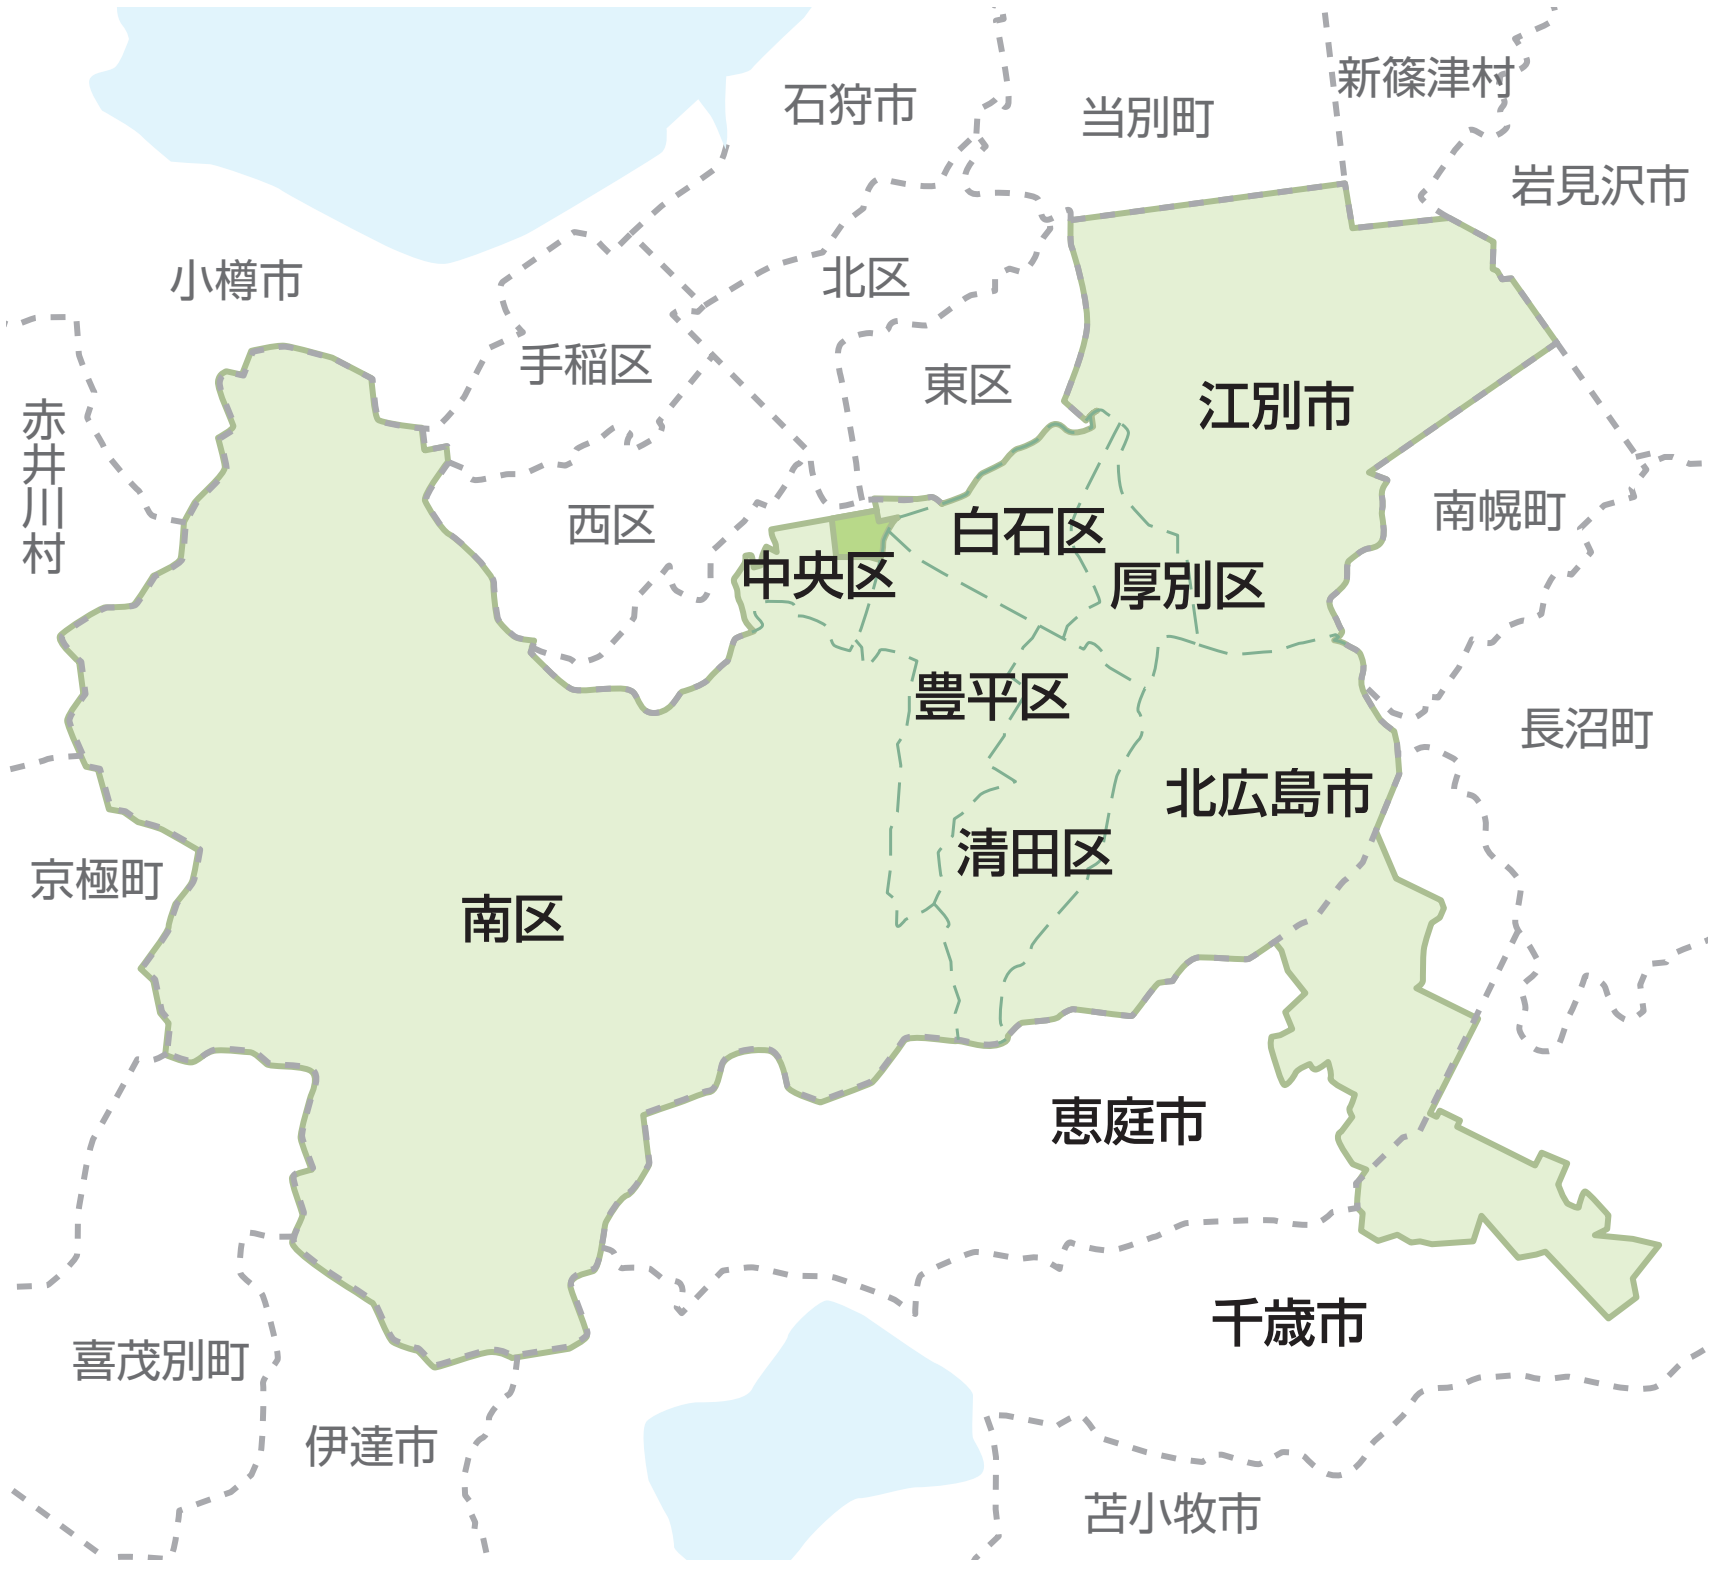 新篠津村
石狩市
当別町
岩見沢市
小樽市
北区
手稲区
東区
江別市
赤井川村
西区
白石区
南幌町
中央区
厚別区
豊平区
長沼町
北広島市
清田区
京極町
南区
恵庭市
千歳市
喜茂別町
伊達市
苫小牧市